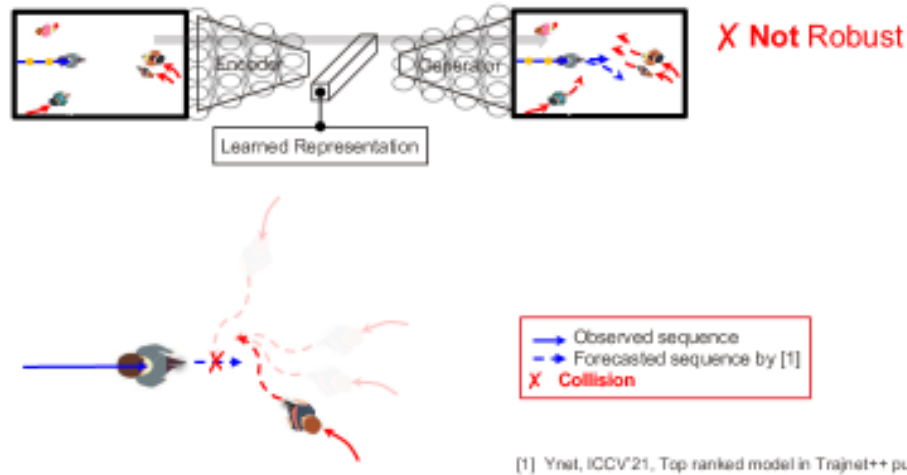 ✗ Not Robust
Encoder
Generator
Learned Representation
Observed sequence
Forecasted sequence by [1]
✗ Collision
[1] Ynet, ICCV'21, Top ranked model in Trajnet++